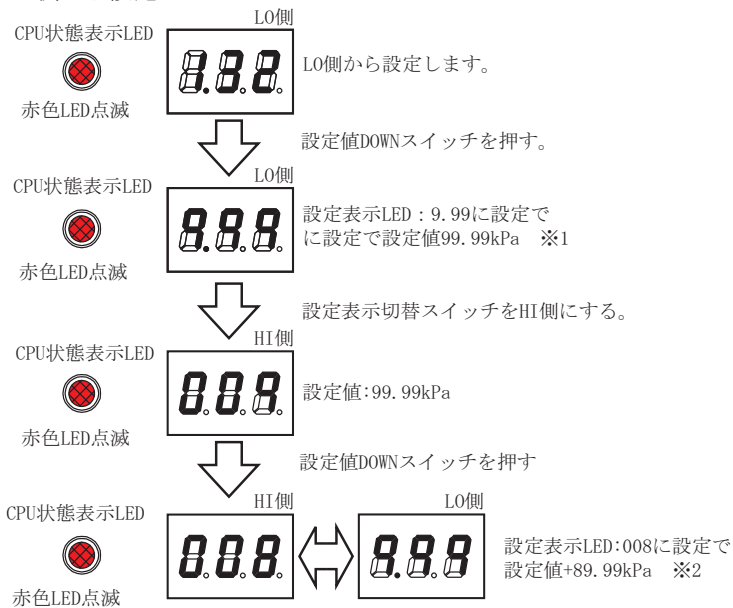 CPU状態表示LED
LO側
1.32
LO側から設定します。
赤色LED点滅
設定値DOWNスイッチを押す。
CPU状態表示LED
LO側
9.99
設定表示LED：9.99に設定で
に設定で設定値99.99kPa　※1
赤色LED点滅
設定表示切替スイッチをHI側にする。
CPU状態表示LED
HI側
009
設定値:99.99kPa
赤色LED点滅
設定値DOWNスイッチを押す
CPU状態表示LED
HI側
LO側
008
9.99
設定表示LED:008に設定で
設定値+89.99kPa　※2
赤色LED点滅